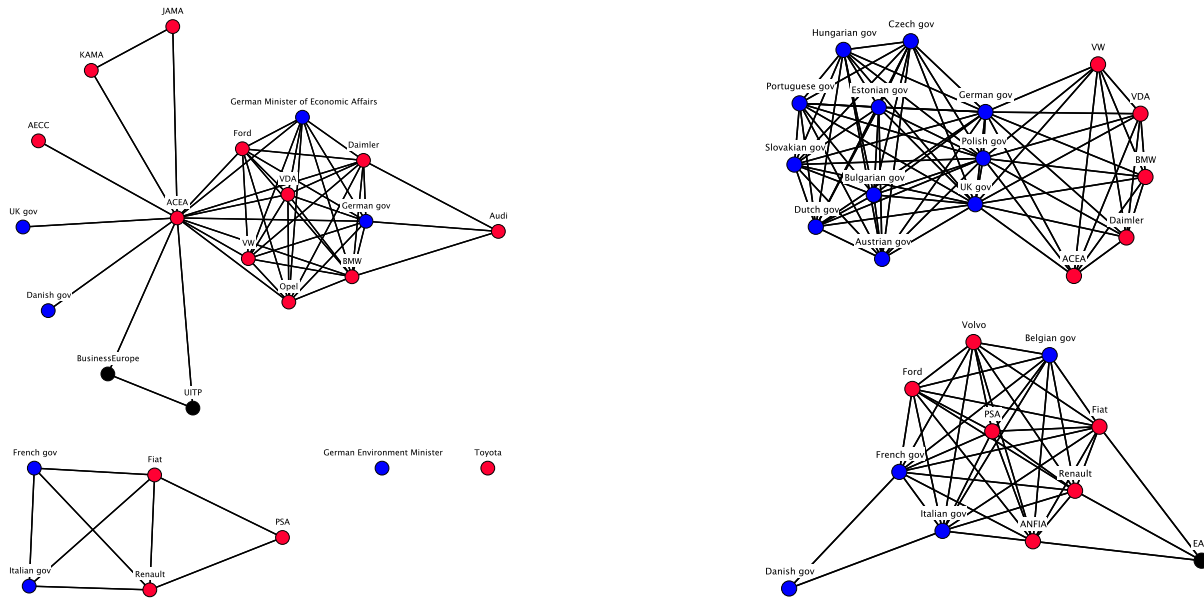 JAMA
KAMA
AECC
German Minister of Economic Affairs
Ford
Daimler
VDA
ACEA
German gov
UK gov
Audi
VW
BMW
Opel
Danish gov
BusinessEurope
UITP
French gov
Fiat
German Environment Minister
Toyota
PSA
Italian gov
Renault
Czech gov
Hungarian gov
VW
Portuguese gov
Estonian gov
German gov
VDA
Slovakian gov
Polish gov
BMW
Bulgarian gov
UK gov
Dutch gov
Daimler
Austrian gov
ACEA
Volvo
Belgian gov
Ford
PSA
Fiat
French gov
Renault
Italian gov
ANFIA
EA
Danish gov